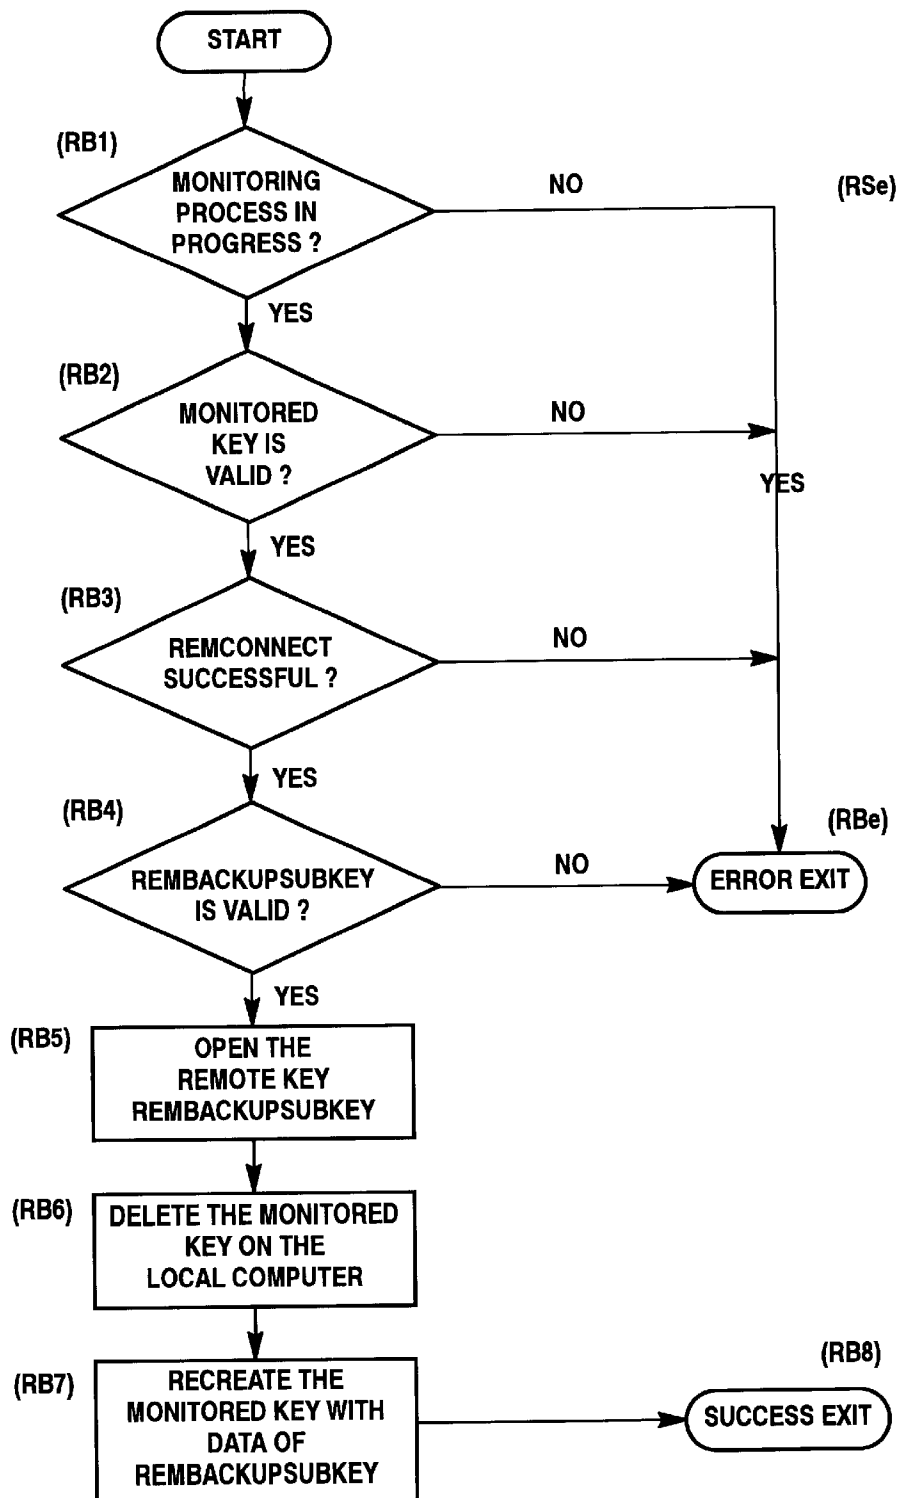 START
(RB1)
MONITORING
PROCESS IN
PROGRESS ?
NO
(RSe)
YES
(RB2)
MONITORED
KEY IS
VALID ?
NO
YES
YES
(RB3)
REMCONNECT
SUCCESSFUL ?
NO
YES
(RB4)
REMBACKUPSUBKEY
IS VALID ?
NO
(RBe)
ERROR EXIT
YES
(RB5)
OPEN THE
REMOTE KEY
REMBACKUPSUBKEY
(RB6)
DELETE THE MONITORED
KEY ON THE
LOCAL COMPUTER
(RB7)
RECREATE THE
MONITORED KEY WITH
DATA OF
REMBACKUPSUBKEY
(RB8)
SUCCESS EXIT